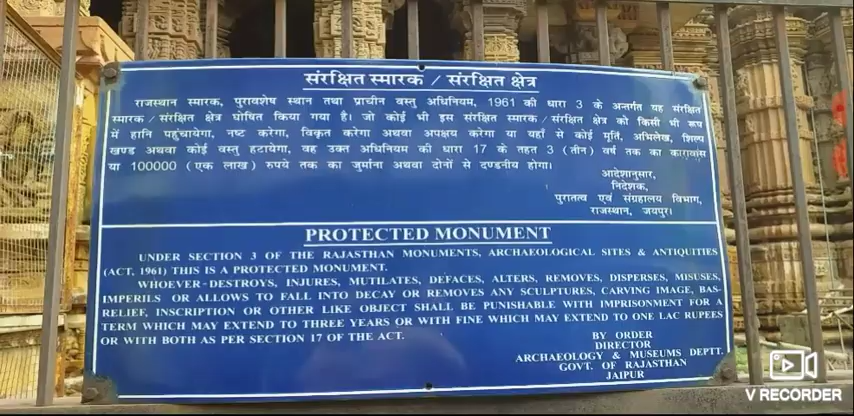 संरक्षित स्मारक / संरक्षित क्षेत्र
राजस्थान स्मारक, पुरावशेष स्थान तथा प्राचीन वस्तु अधिनियम, 1961 की धारा 3 के अन्तर्गत यह संरक्षित
स्मारक / संरक्षित क्षेत्र घोषित किया गया है। जो कोई भी इस संरक्षित स्मारक / संरक्षित क्षेत्र को किसी भी रूप
में हानि पहुंचायेगा, नष्ट करेगा, विकृत करेगा अथवा अपक्षय करेगा या यहाँ से कोई मूर्ति, अभिलेख, शिल्प
खण्ड अथवा कोई वस्तु हटायेगा, वह उक्त अधिनियम की धारा 17 के तहत 3 (तीन) वर्ष तक का कारावास
या 100000 (एक लाख) रुपये तक का जुर्माना अथवा दोनों से दण्डनीय होगा।
आदेशानुसार,
निदेशक,
पुरातत्व एवं संग्रहालय विभाग,
राजस्थान, जयपुर।
PROTECTED MONUMENT
UNDER SECTION 3 OF THE RAJASTHAN MONUMENTS, ARCHAEOLOGICAL SITES & ANTIQUITIES
(ACT, 1961) THIS IS A PROTECTED MONUMENT.
WHOEVER-DESTROYS, INJURES, MUTILATES, DEFACES, ALTERS, REMOVES, DISPERSES, MISUSES,
IMPERILS OR ALLOWS TO FALL INTO DECAY OR REMOVES ANY SCULPTURES, CARVING IMAGE, BAS-
RELIEF, INSCRIPTION OR OTHER LIKE OBJECT SHALL BE PUNISHABLE WITH IMPRISONMENT FOR A
TERM WHICH MAY EXTEND TO THREE YEARS OR WITH FINE WHICH MAY EXTEND TO ONE LAC RUPEES
OR WITH BOTH AS PER SECTION 17 OF THE ACT.
BY ORDER
DIRECTOR
ARCHAEOLOGY & MUSEUMS DEPTT.
GOVT. OF RAJASTHAN
JAIPUR
V RECORDER